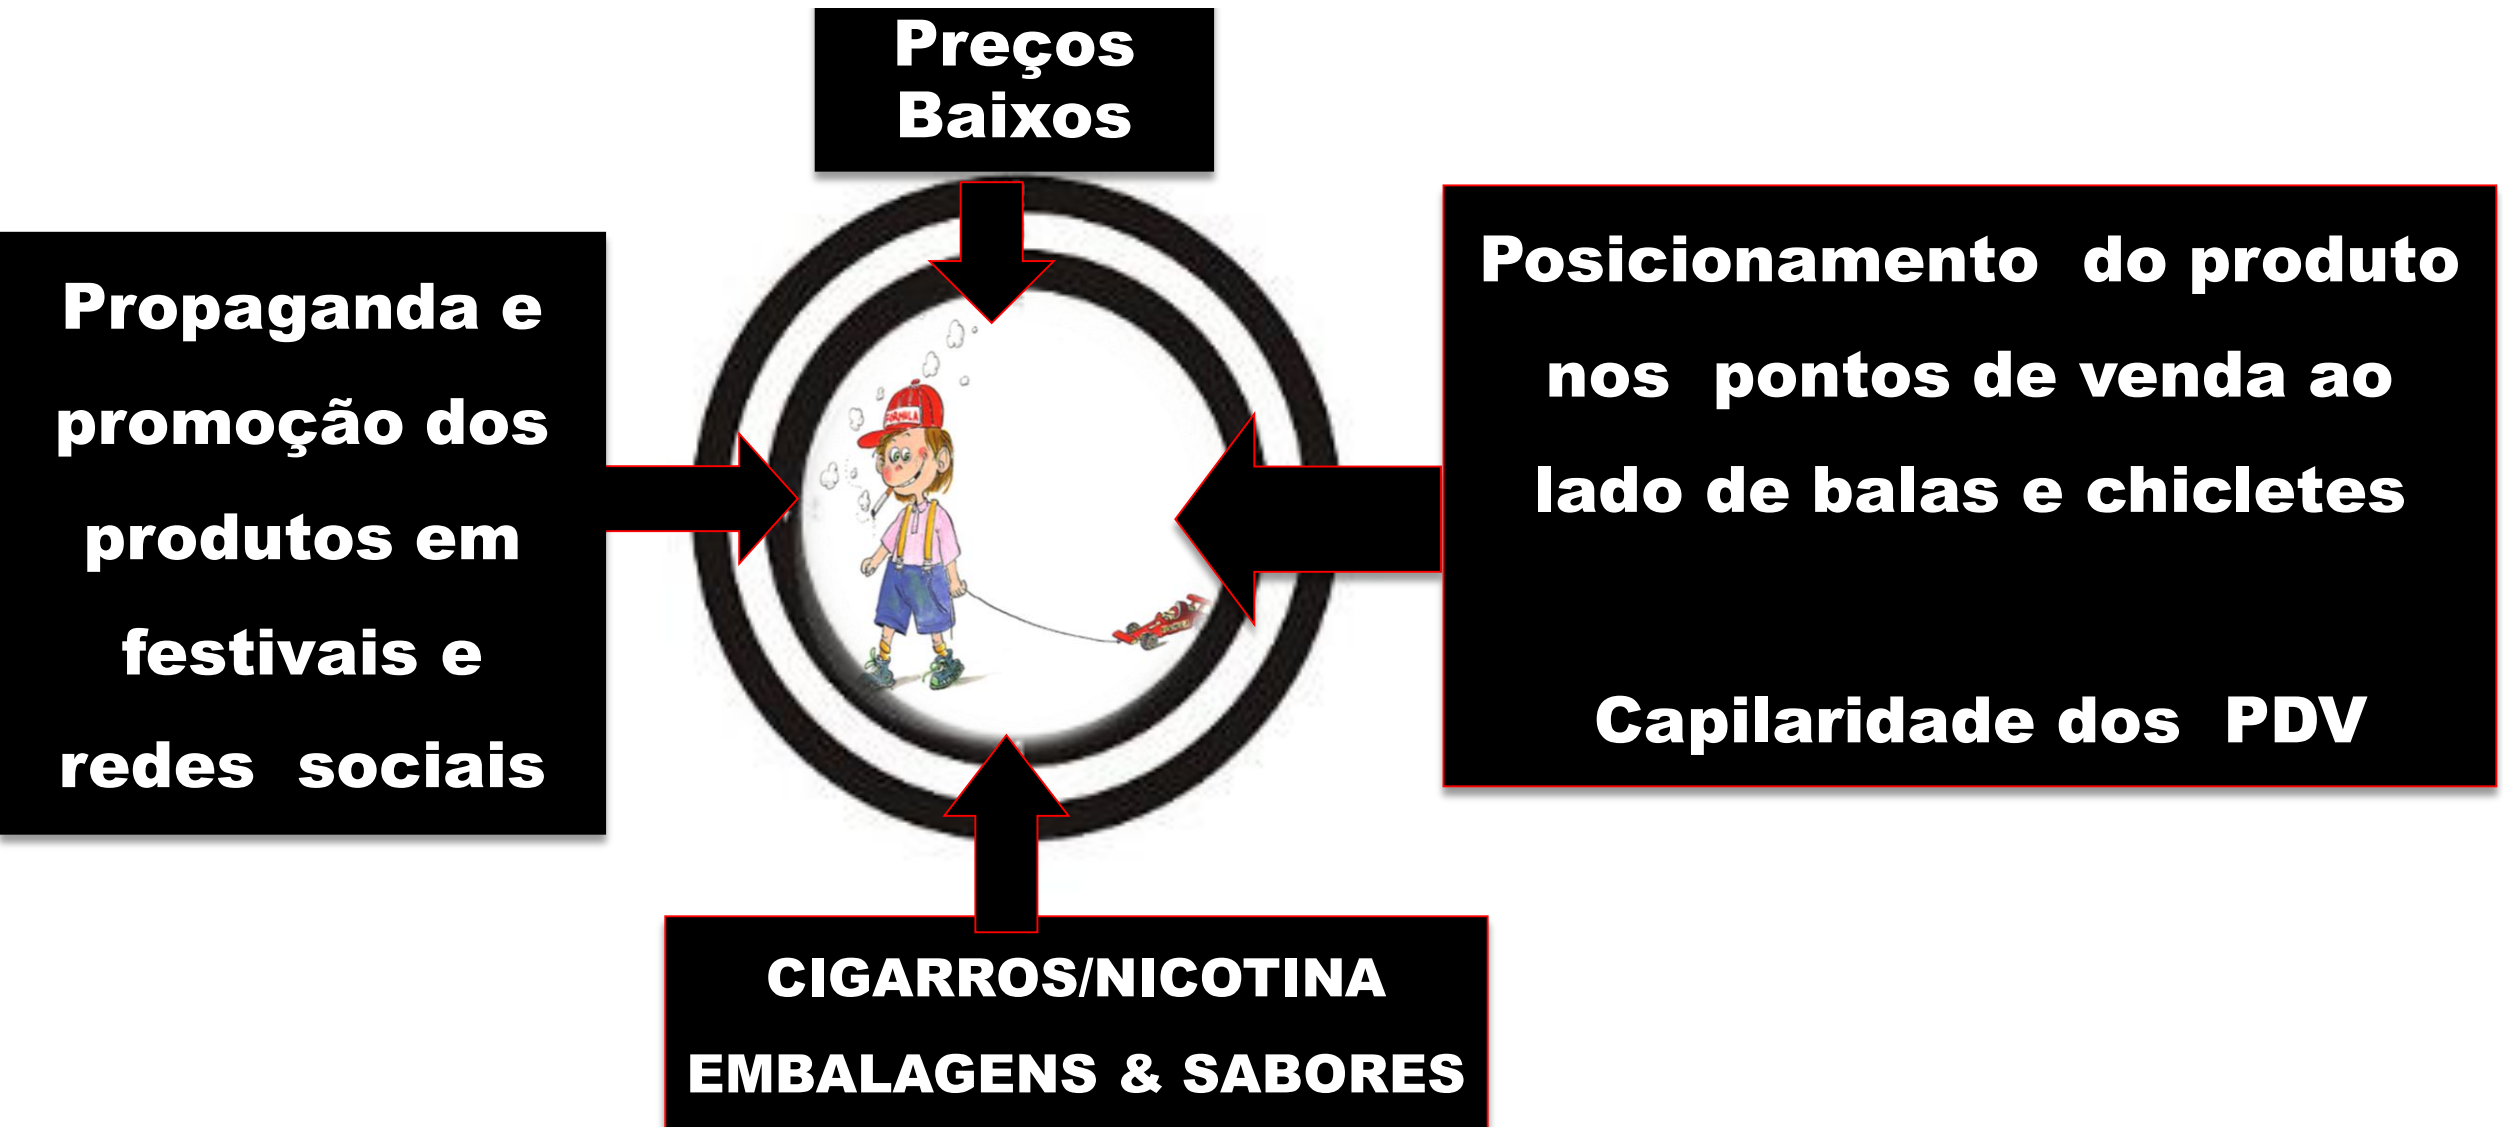 Preços
Baixos
Propaganda e
promoção dos
produtos em
festivais e
redes sociais
FORMULA
Posicionamento do produto
nos pontos de venda ao
lado de balas e chicletes
Capilaridade dos PDV
CIGARROS/NICOTINA
EMBALAGENS & SABORES